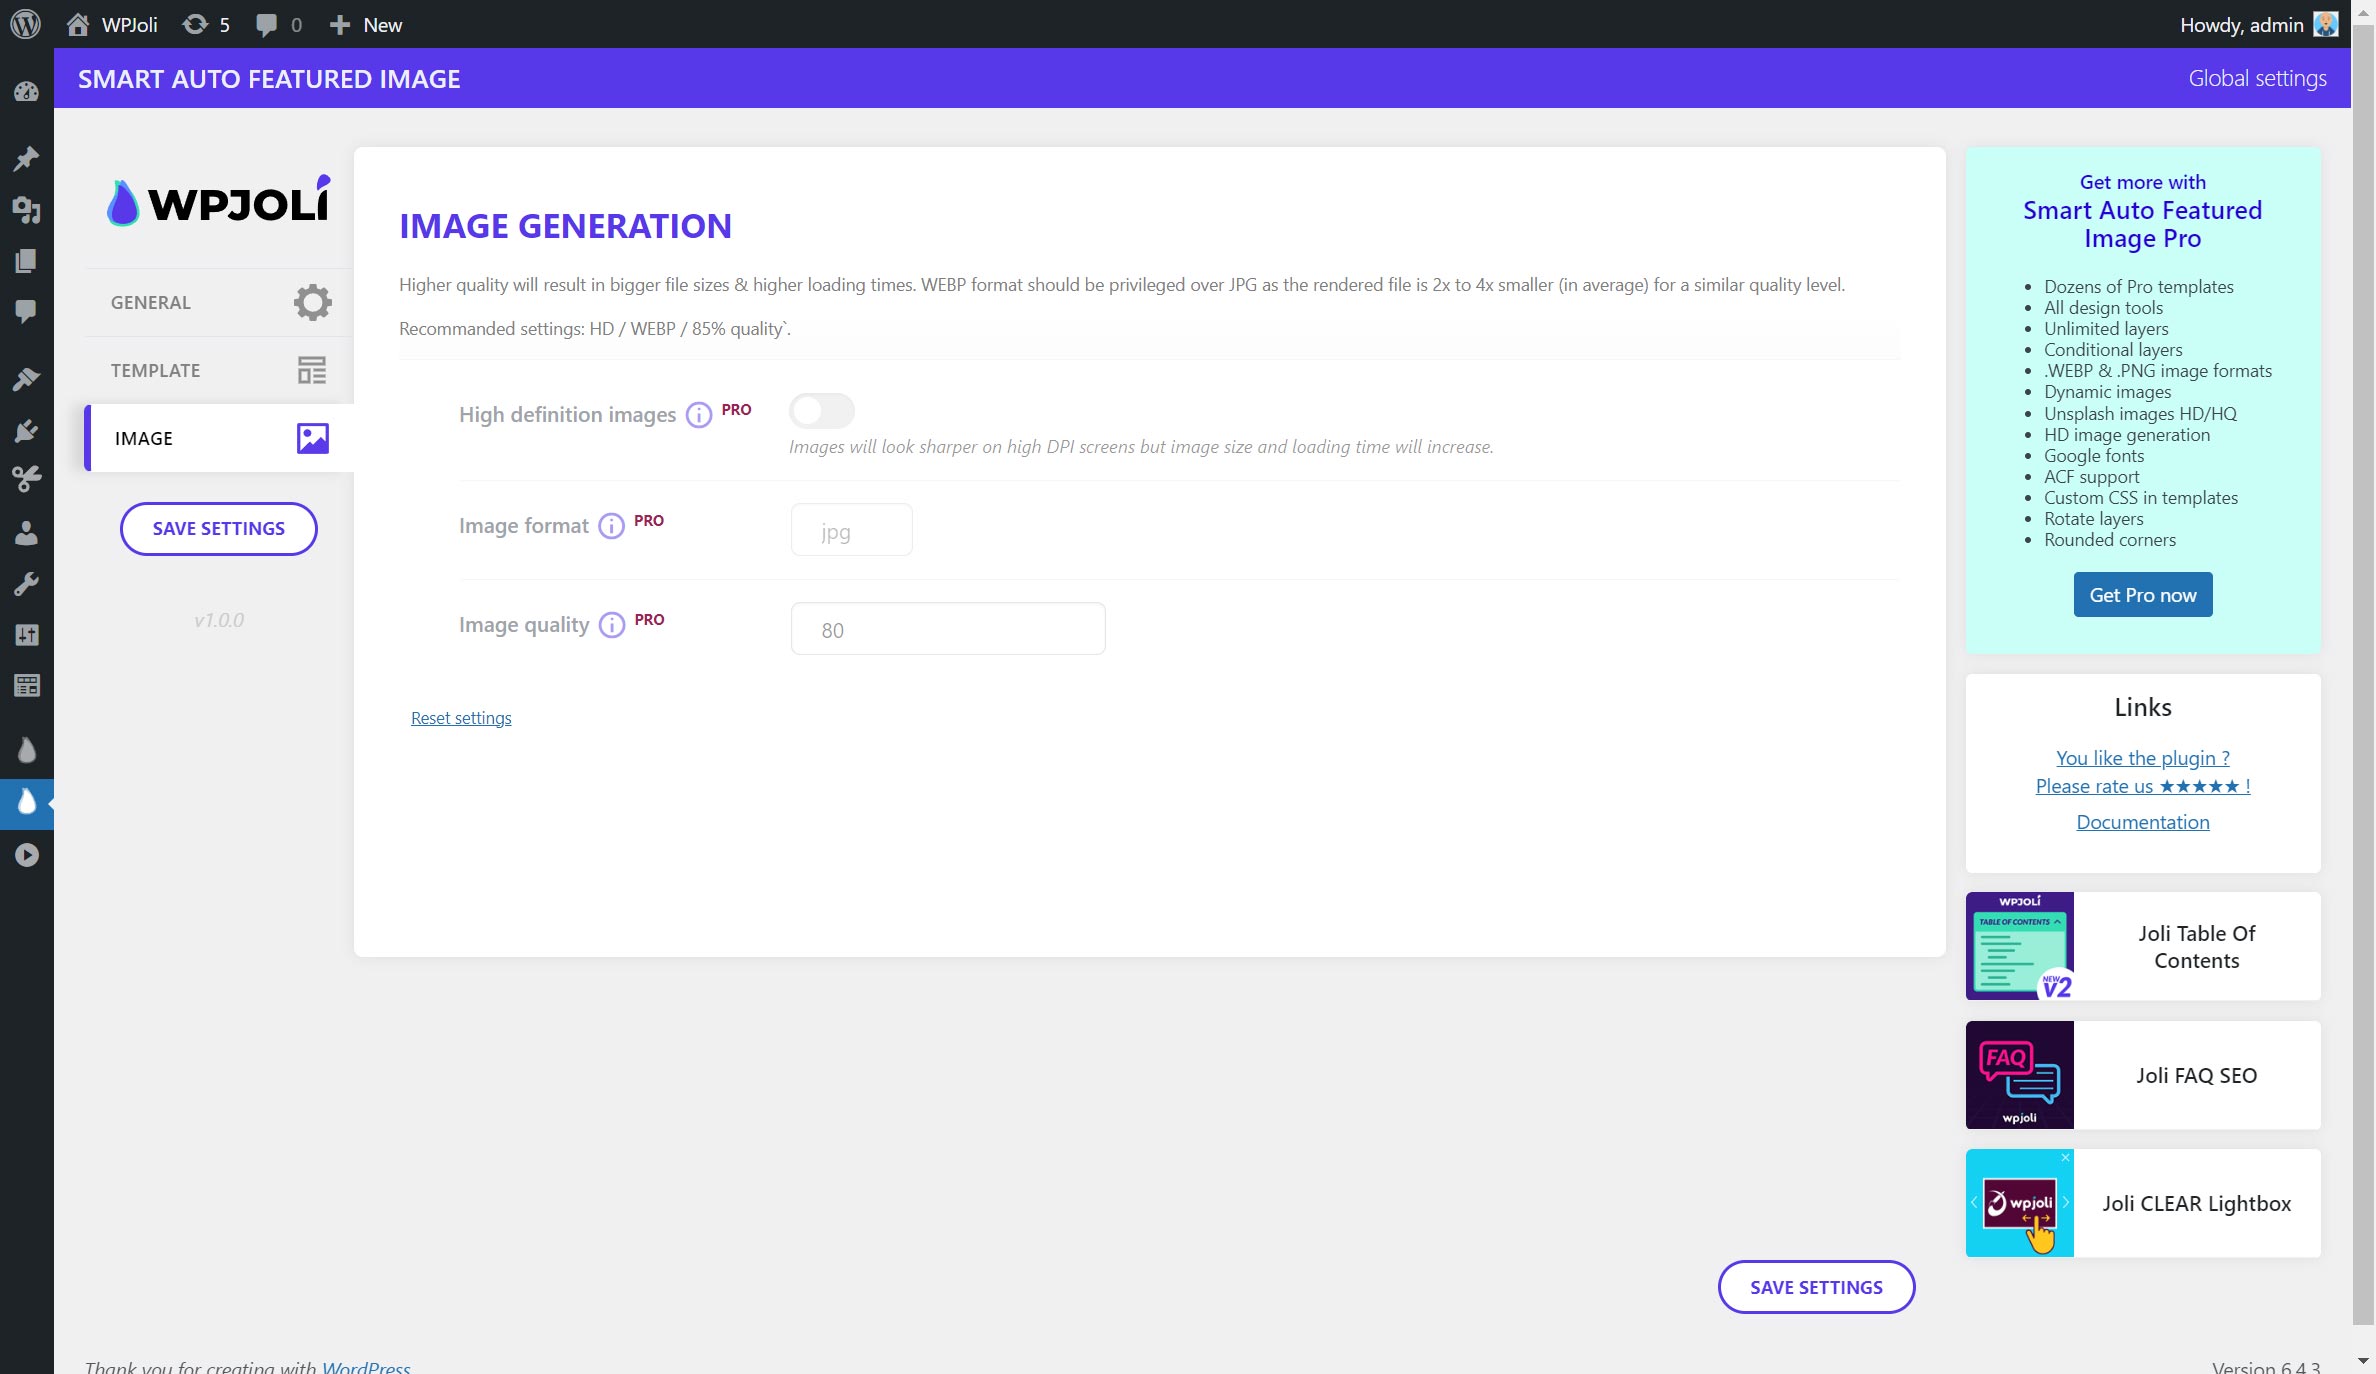 WPJoli
5
0
New
Howdy, admin
SMART AUTO FEATURED IMAGE
Global settings
WPJOLI
GENERAL
TEMPLATE
IMAGE
SAVE SETTINGS
v1.0.0
IMAGE GENERATION
Higher quality will result in bigger file sizes & higher loading times. WEBP format should be privileged over JPG as the rendered file is 2x to 4x smaller (in average) for a similar quality level.
Recommanded settings: HD / WEBP / 85% quality`.
High definition images PRO
Images will look sharper on high DPI screens but image size and loading time will increase.
Image format PRO
jpg
Image quality PRO
80
Reset settings
Get more with
Smart Auto Featured
Image Pro
Dozens of Pro templates
All design tools
Unlimited layers
Conditional layers
.WEBP & .PNG image formats
Dynamic images
Unsplash images HD/HQ
HD image generation
Google fonts
ACF support
Custom CSS in templates
Rotate layers
Rounded corners
Get Pro now
Links
You like the plugin ?
Please rate us ★★★★★ !
Documentation
WPJOLI
TABLE OF CONTENTS
NEW
V2
Joli Table Of
Contents
FAQ
wpjoli
Joli FAQ SEO
wpjoli
Joli CLEAR Lightbox
SAVE SETTINGS
Thank you for creating with WordPress
Version 6.4.3